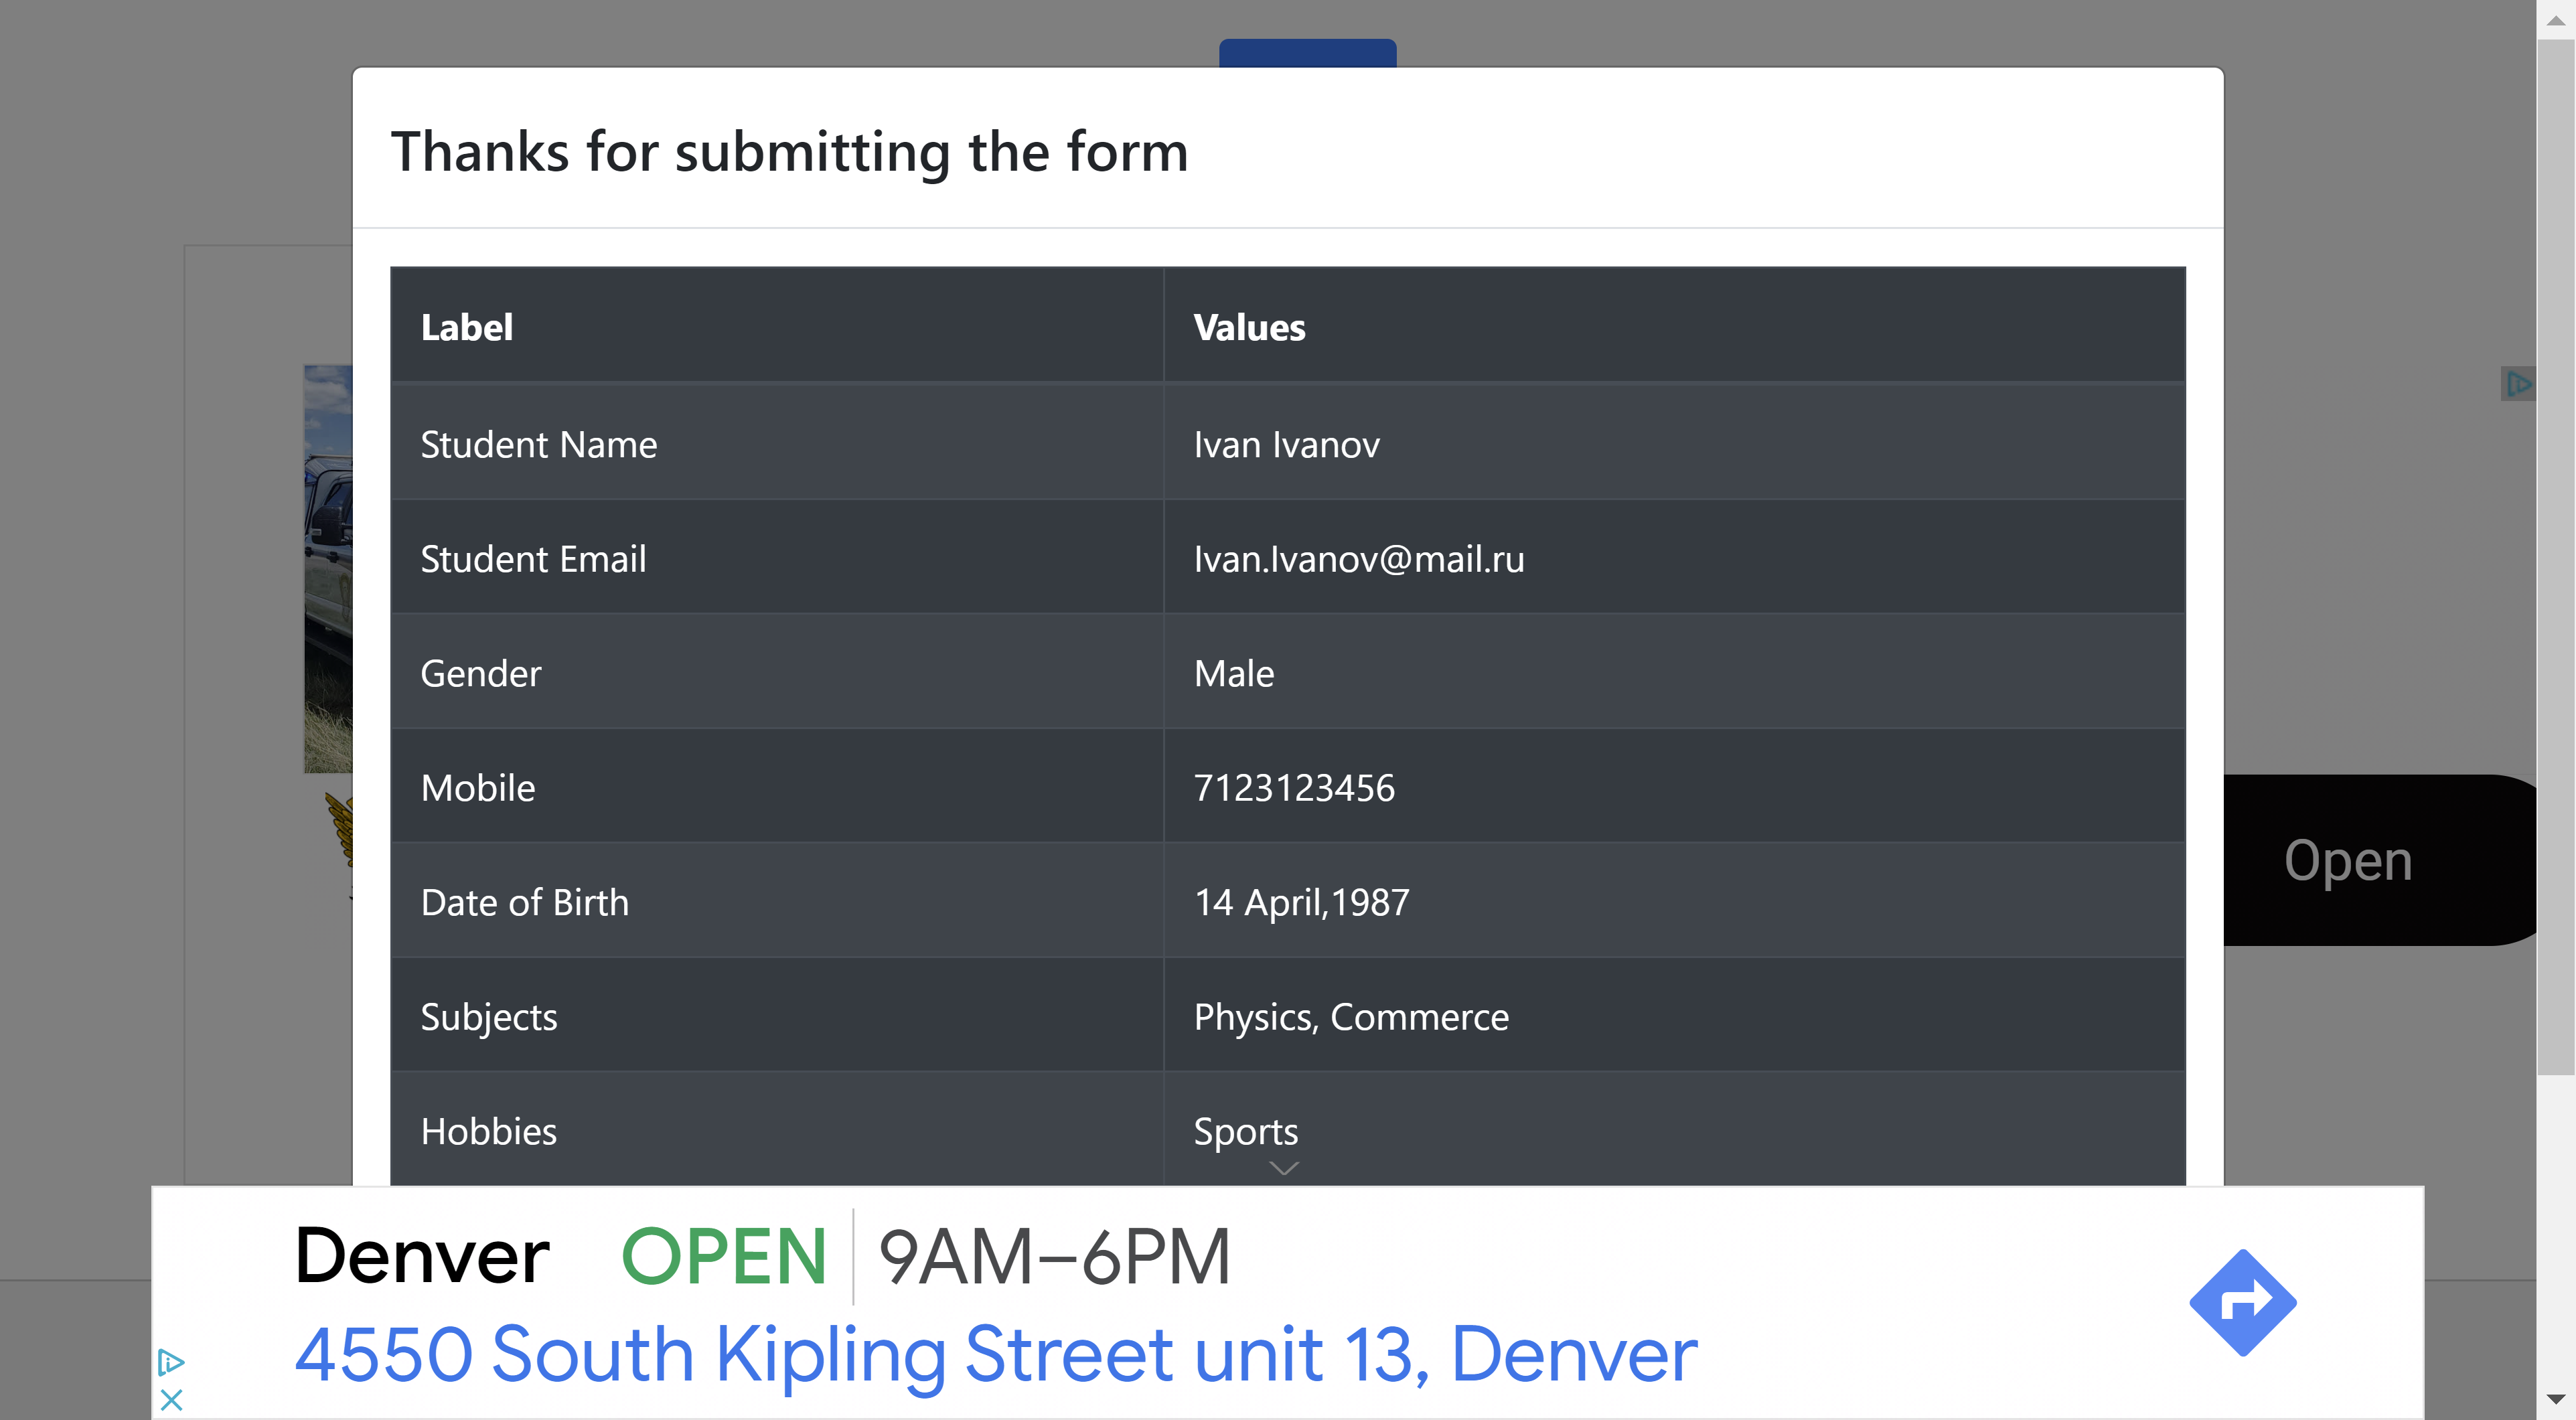 Thanks for submitting the form
Label Values
Student Name Ivan Ivanov
Student Email Ivan.Ivanov@mail.ru
Gender Male
Mobile 7123123456
Date of Birth 14 April,1987
Subjects Physics, Commerce
Hobbies Sports
Open
Denver OPEN 9AM–6PM
4550 South Kipling Street unit 13, Denver